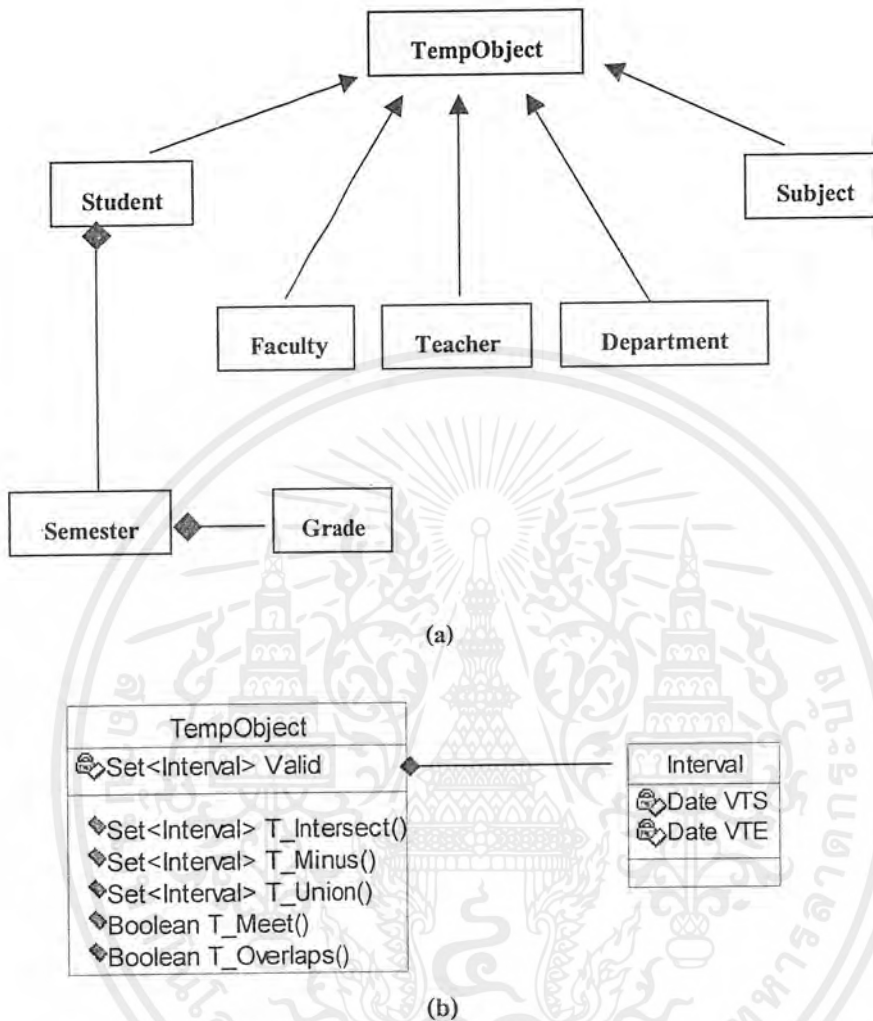 TempObject
Student
Subject
Faculty
Teacher
Department
Semester
Grade
(a)
TempObject
Set<Interval> Valid
Set<Interval> T_Intersect()
Set<Interval> T_Minus()
Set<Interval> T_Union()
Boolean T_Meet()
Boolean T_Overlaps()
Interval
Date VTS
Date VTE
(b)